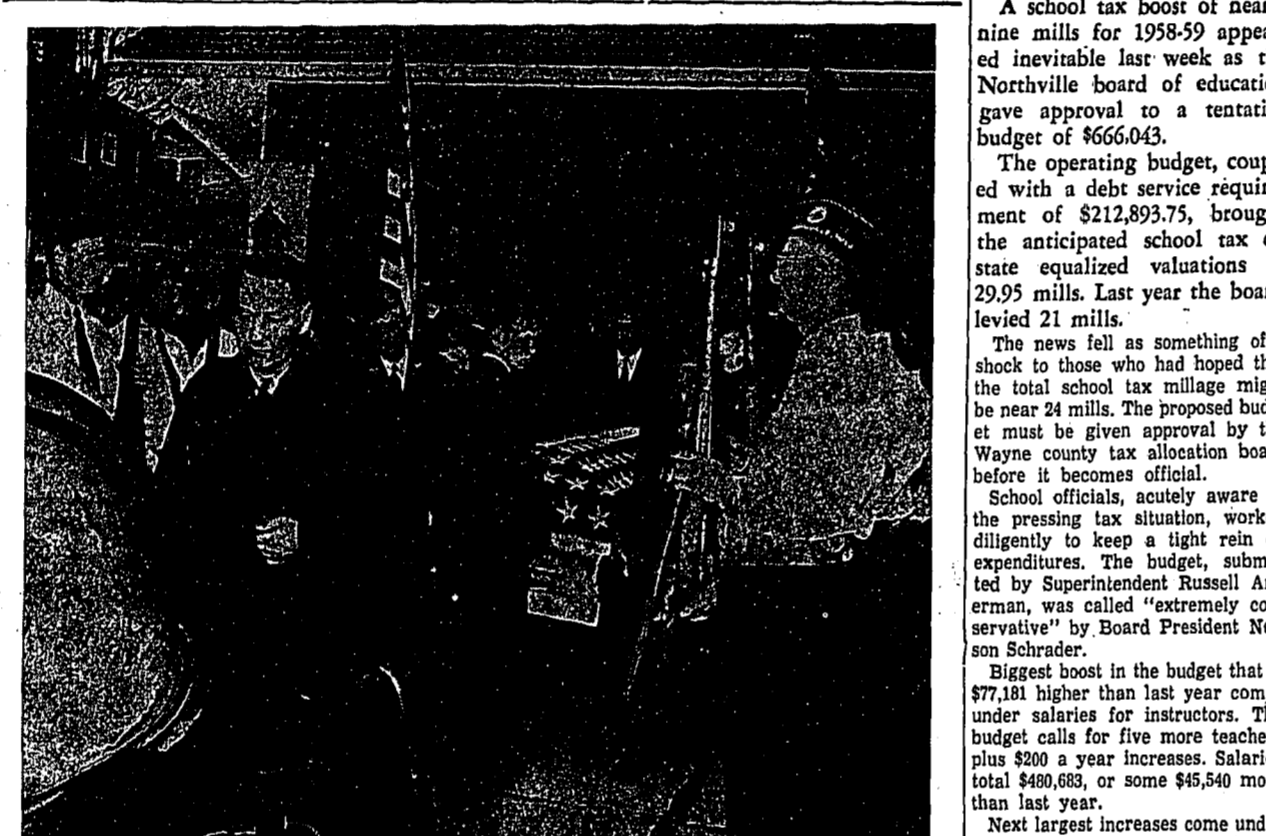 A school tax boost of near
nine mills for 1958-59 appea
ed inevitable last week as t
Northville board of educati
gave approval to a tentati
budget of $666.043.
The operating budget, coup
ed with a debt service requir
ment of $212,893.75, broug
the anticipated school tax
state equalized valuations
29.95 mills. Last year the boar
levied 21 mills.
The news fell as something of
shock to those who had hoped th
the total school tax millage mig
be near 24 mills. The proposed bud
et must be given approval by t
Wayne county tax allocation boa
before it becomes official.
School officials, acutely aware
the pressing tax situation, work
diligently to keep a tight rein
expenditures. The budget, subm
ted by Superintendent Russell A
erman, was called "extremely co
servative" by Board President Ne
son Schrader.
Biggest boost in the budget that
$77,181 higher than last year com
under salaries for instructors. T
budget calls for five more teache
plus $200 a year increases. Salari
total $480,683, or some $45,540 mo
than last year.
Next largest increases come und